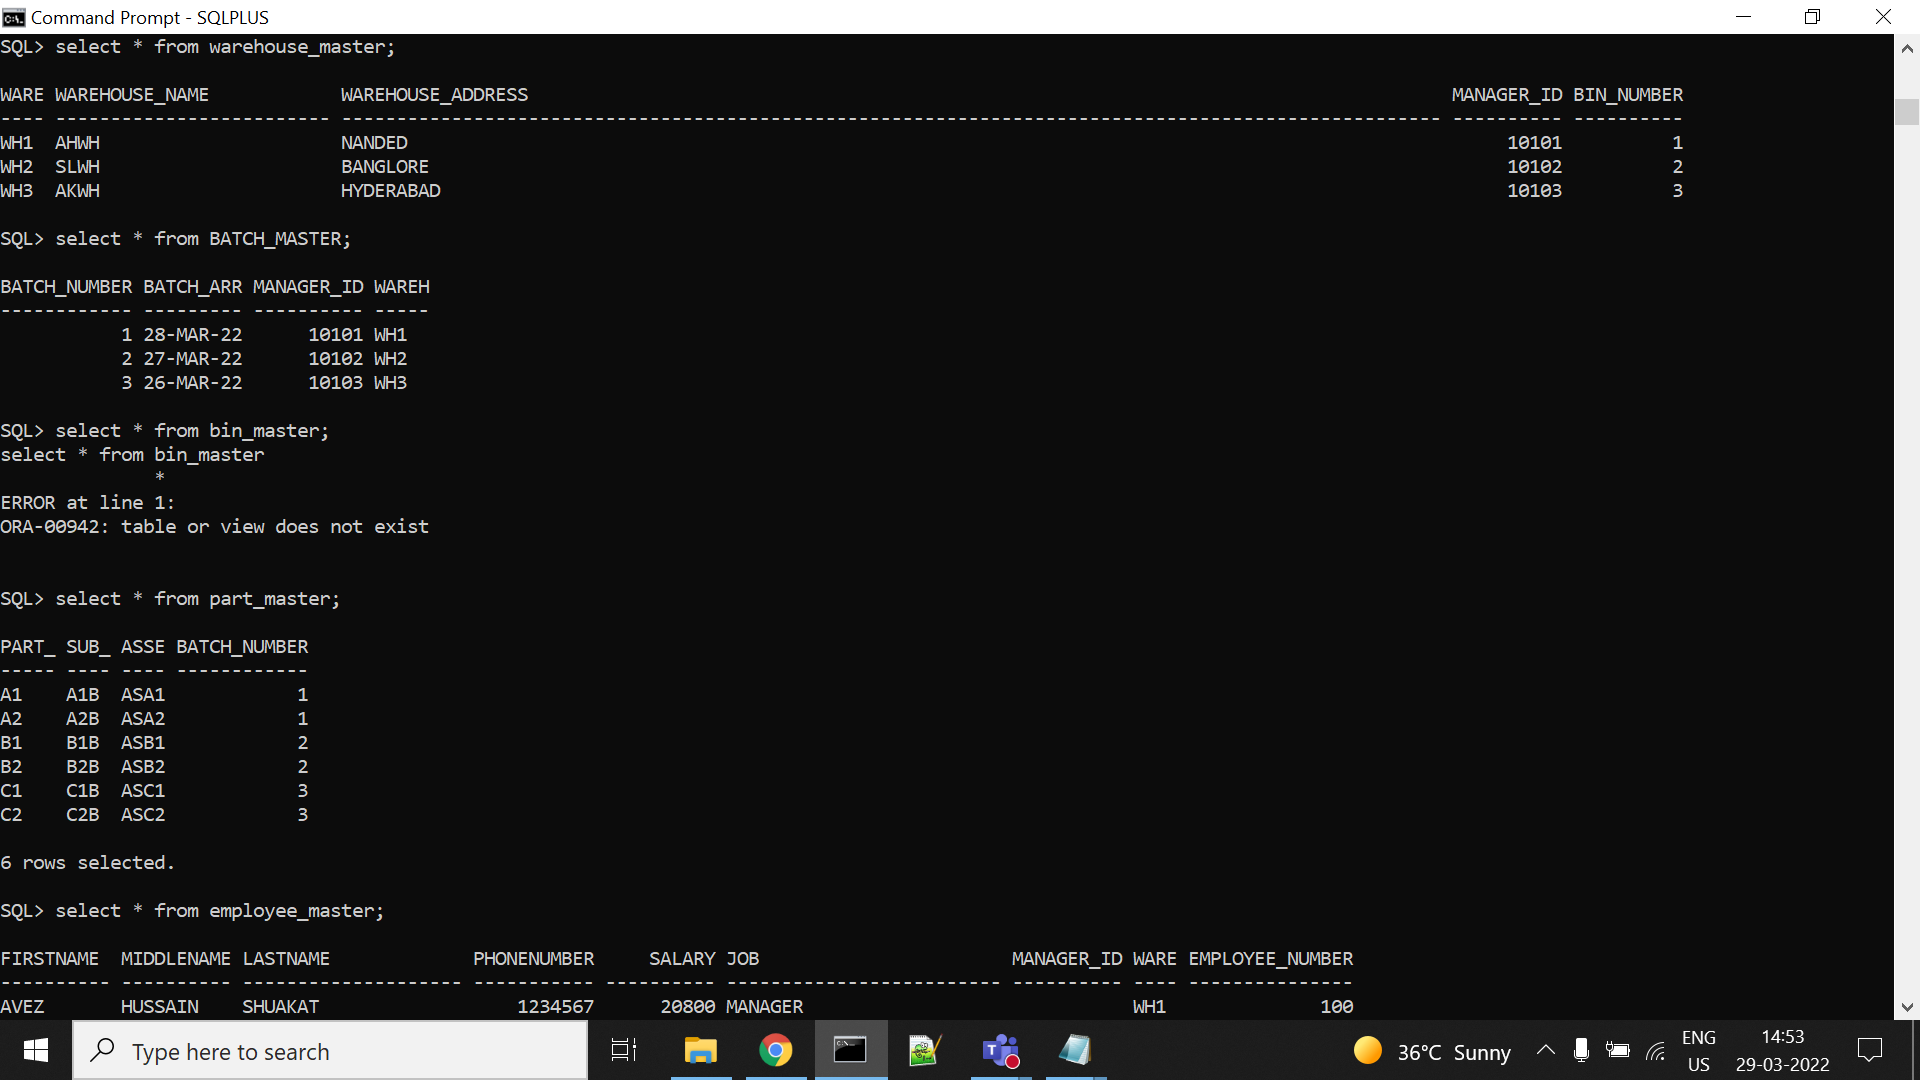 Command Prompt - SQLPLUS
SQL> select * from warehouse_master;
WARE WAREHOUSE_NAME            WAREHOUSE_ADDRESS                                                                                    MANAGER_ID BIN_NUMBER
---- ------------------------- ---------------------------------------------------------------------------------------------------- ---------- ----------
WH1  AHWH                      NANDED                                                                                                    10101          1
WH2  SLWH                      BANGLORE                                                                                                  10102          2
WH3  AKWH                      HYDERABAD                                                                                                 10103          3
SQL> select * from BATCH_MASTER;
BATCH_NUMBER BATCH_ARR MANAGER_ID WAREH
------------ --------- ---------- -----
           1 28-MAR-22      10101 WH1
           2 27-MAR-22      10102 WH2
           3 26-MAR-22      10103 WH3
SQL> select * from bin_master;
select * from bin_master
              *
ERROR at line 1:
ORA-00942: table or view does not exist
SQL> select * from part_master;
PART_ SUB_ ASSE BATCH_NUMBER
----- ---- ---- ------------
A1    A1B  ASA1            1
A2    A2B  ASA2            1
B1    B1B  ASB1            2
B2    B2B  ASB2            2
C1    C1B  ASC1            3
C2    C2B  ASC2            3
6 rows selected.
SQL> select * from employee_master;
FIRSTNAME  MIDDLENAME LASTNAME             PHONENUMBER     SALARY JOB                       MANAGER_ID WARE EMPLOYEE_NUMBER
---------- ---------- -------------------- ----------- ---------- ------------------------- ---------- ---- ---------------
AVEZ       HUSSAIN    SHUAKAT                  1234567      20800 MANAGER                              WH1              100
Type here to search
36°C Sunny
ENG
US
14:53
29-03-2022